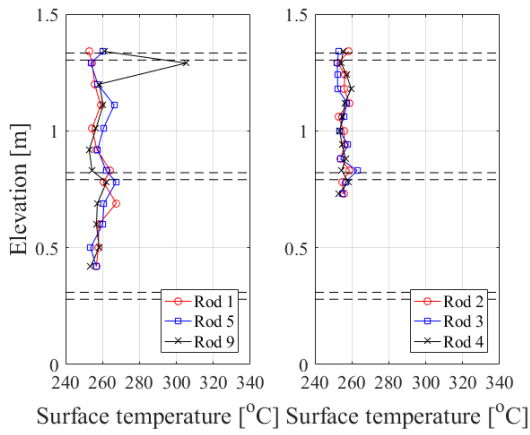 1.5
1
0.5
0
Elevation [m]
240 260 280 300 320 340
Surface temperature [°C]
Rod 1
Rod 5
Rod 9
1.5
1
0.5
0
240 260 280 300 320 340
Surface temperature [°C]
Rod 2
Rod 3
Rod 4